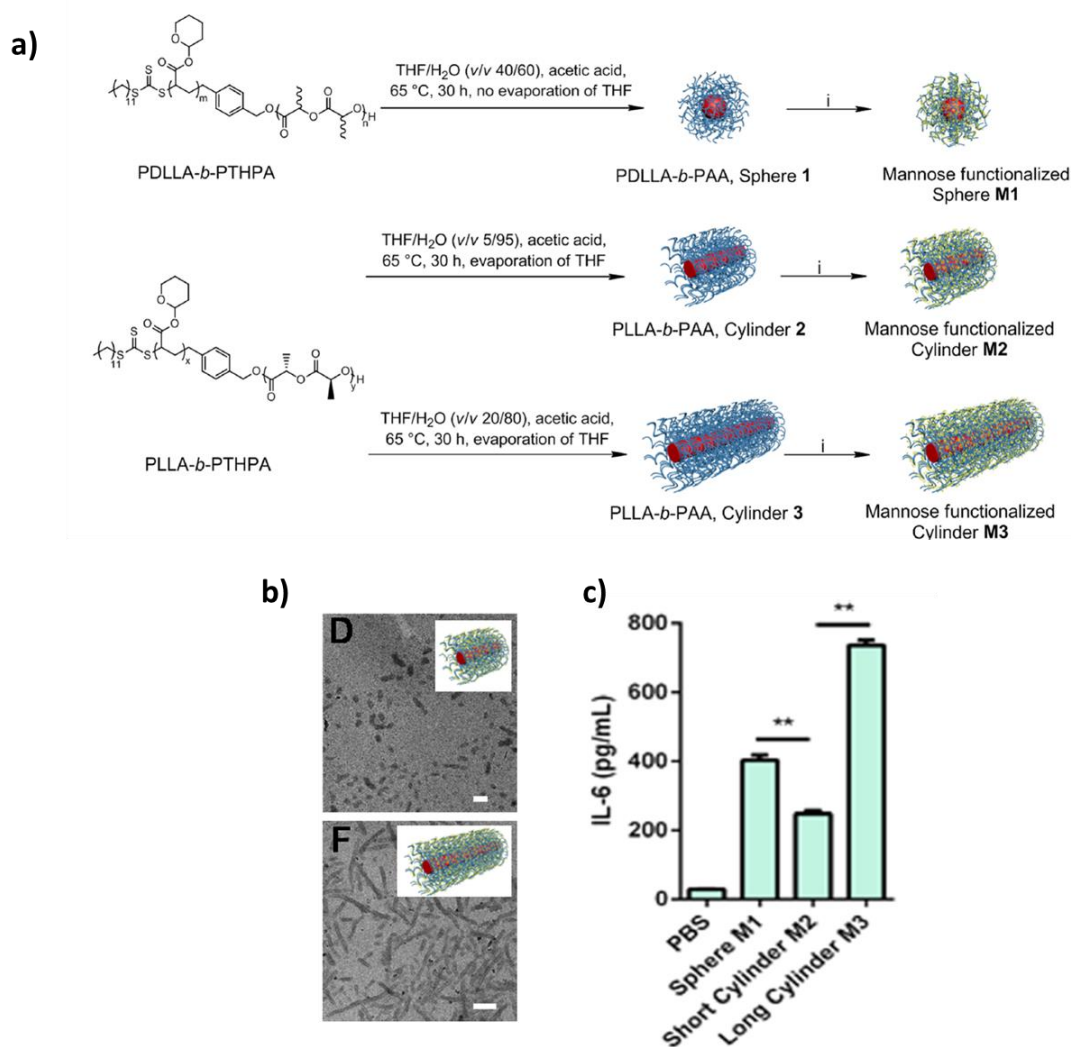 a)
O
O
O
S
S
S
11
m
O
O
O
O
O
H
n
PDLLA-b-PTHPA
THF/H₂O (v/v 40/60), acetic acid,
65 °C, 30 h, no evaporation of THF
PDLLA-b-PAA, Sphere 1
i
Mannose functionalized
Sphere M1
THF/H₂O (v/v 5/95), acetic acid,
65 °C, 30 h, evaporation of THF
PLLA-b-PAA, Cylinder 2
i
Mannose functionalized
Cylinder M2
O
O
O
S
S
S
11
x
O
O
O
O
O
H
y
PLLA-b-PTHPA
THF/H₂O (v/v 20/80), acetic acid,
65 °C, 30 h, evaporation of THF
PLLA-b-PAA, Cylinder 3
i
Mannose functionalized
Cylinder M3
b)
D
F
c)
IL-6 (pg/mL)
800
600
400
200
0
**
**
PBS
Sphere M1
Short Cylinder M2
Long Cylinder M3